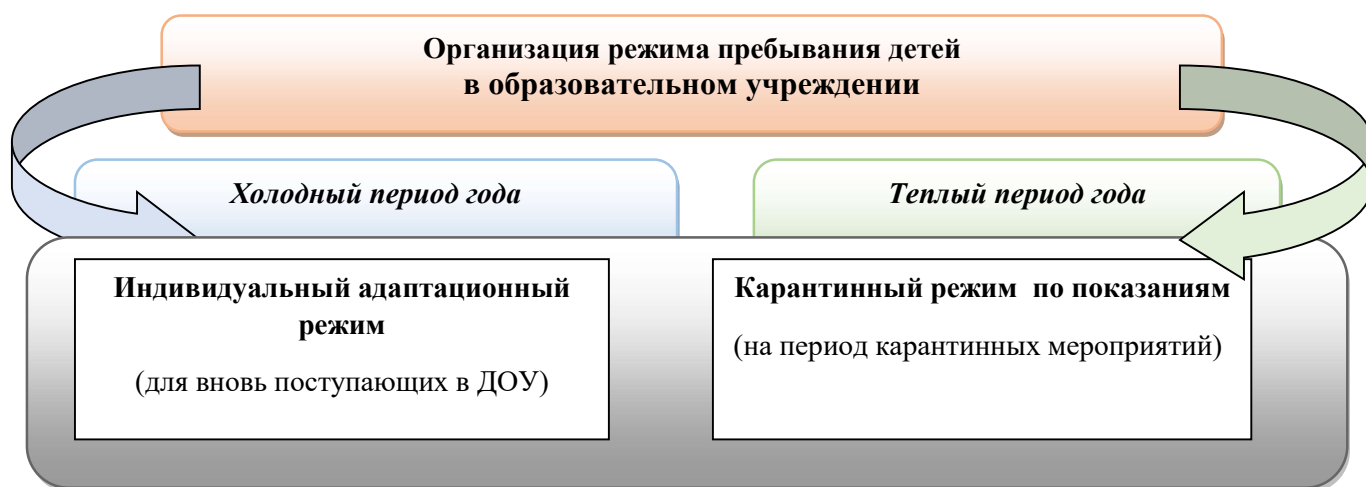 Организация режима пребывания детей
в образовательном учреждении
Холодный период года
Теплый период года
Индивидуальный адаптационный
режим
(для вновь поступающих в ДОУ)
Карантинный режим по показаниям
(на период карантинных мероприятий)